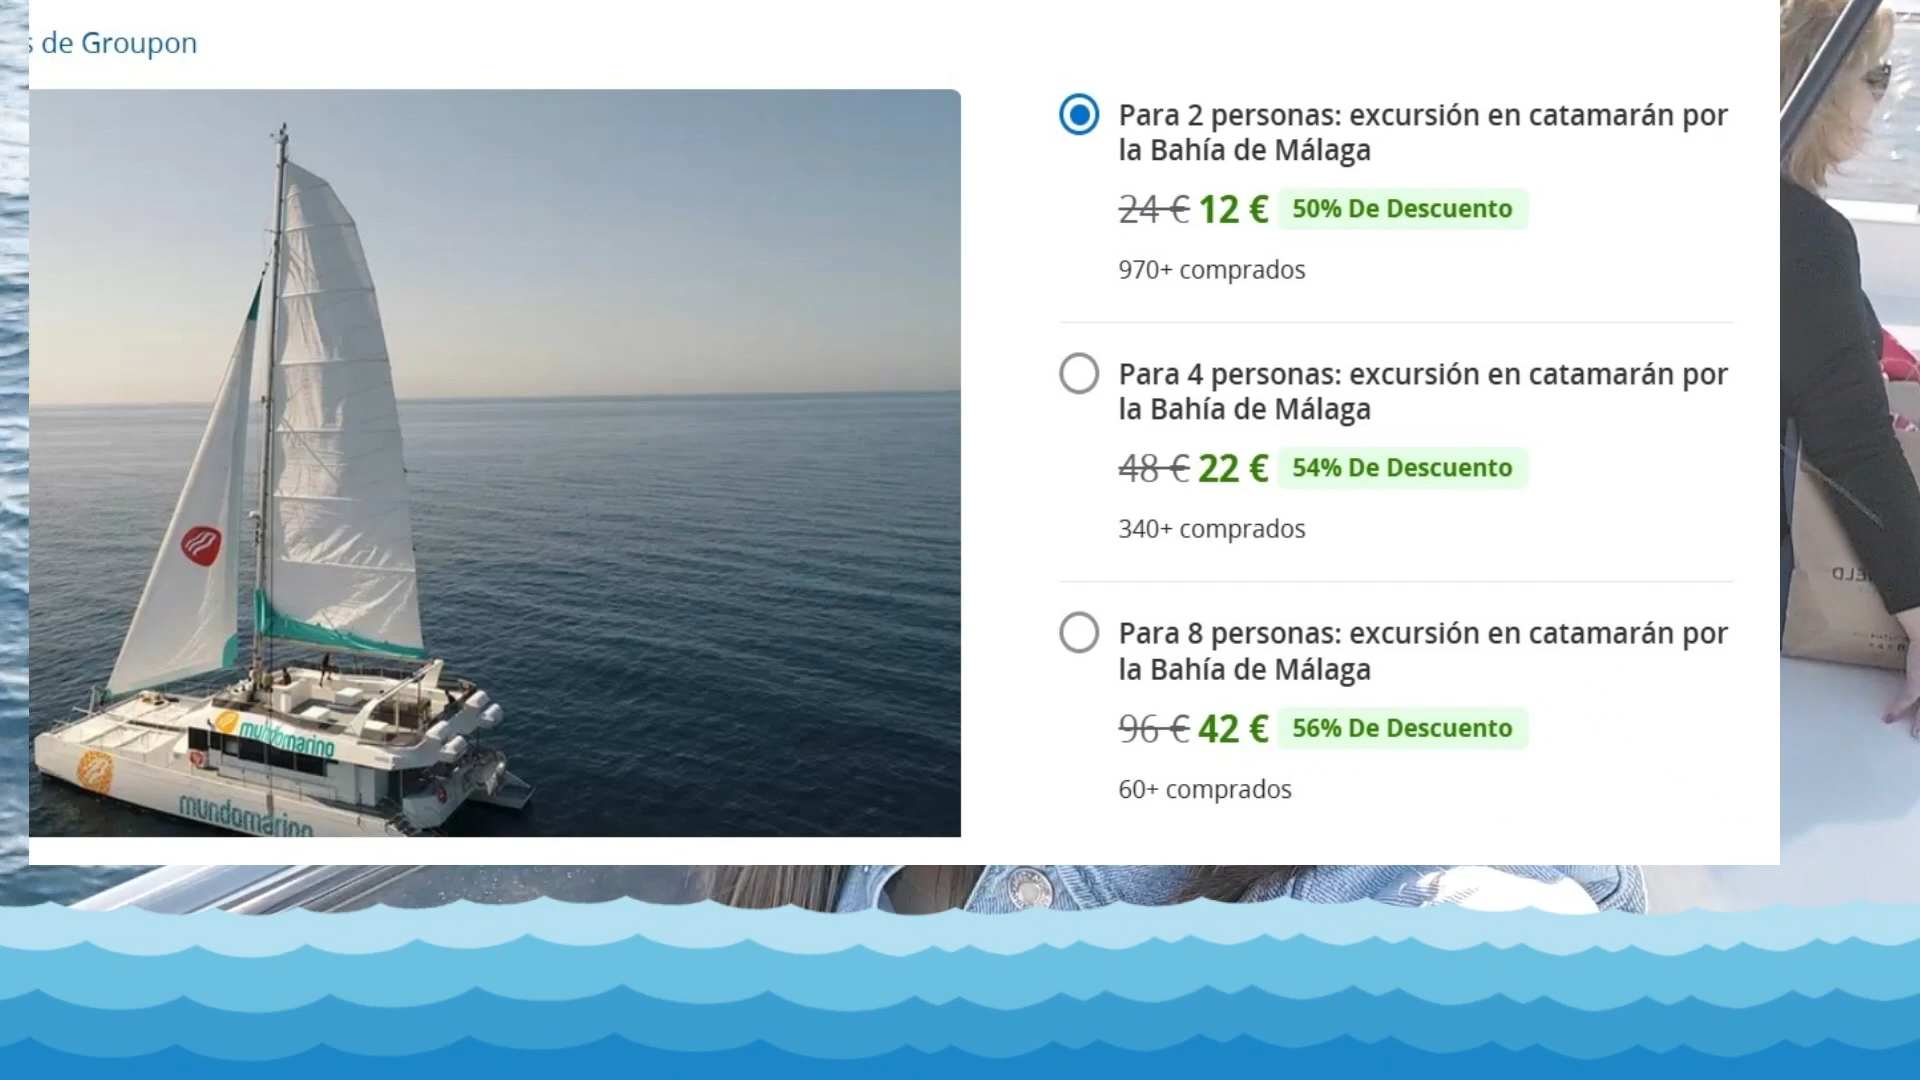 s de Groupon
Para 2 personas: excursión en catamarán por
la Bahía de Málaga
24 € 12 € 50% De Descuento
970+ comprados
Para 4 personas: excursión en catamarán por
la Bahía de Málaga
48 € 22 € 54% De Descuento
340+ comprados
Para 8 personas: excursión en catamarán por
la Bahía de Málaga
96 € 42 € 56% De Descuento
60+ comprados
mundomarino
mundomarino